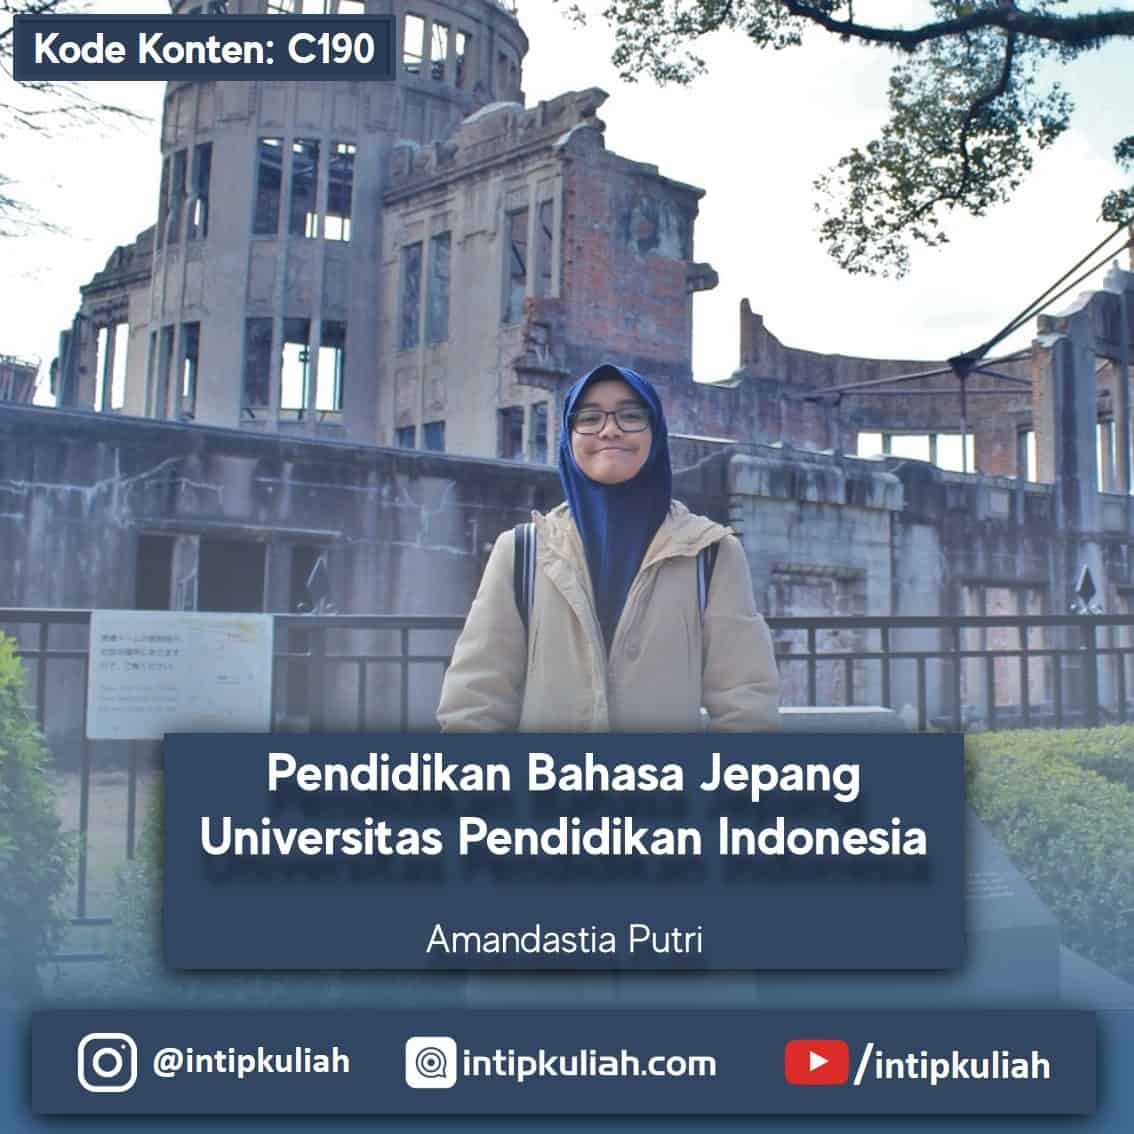 Kode Konten: C190
Pendidikan Bahasa Jepang
Universitas Pendidikan Indonesia
Amandastia Putri
@intipkuliah
intipkuliah.com
/intipkuliah